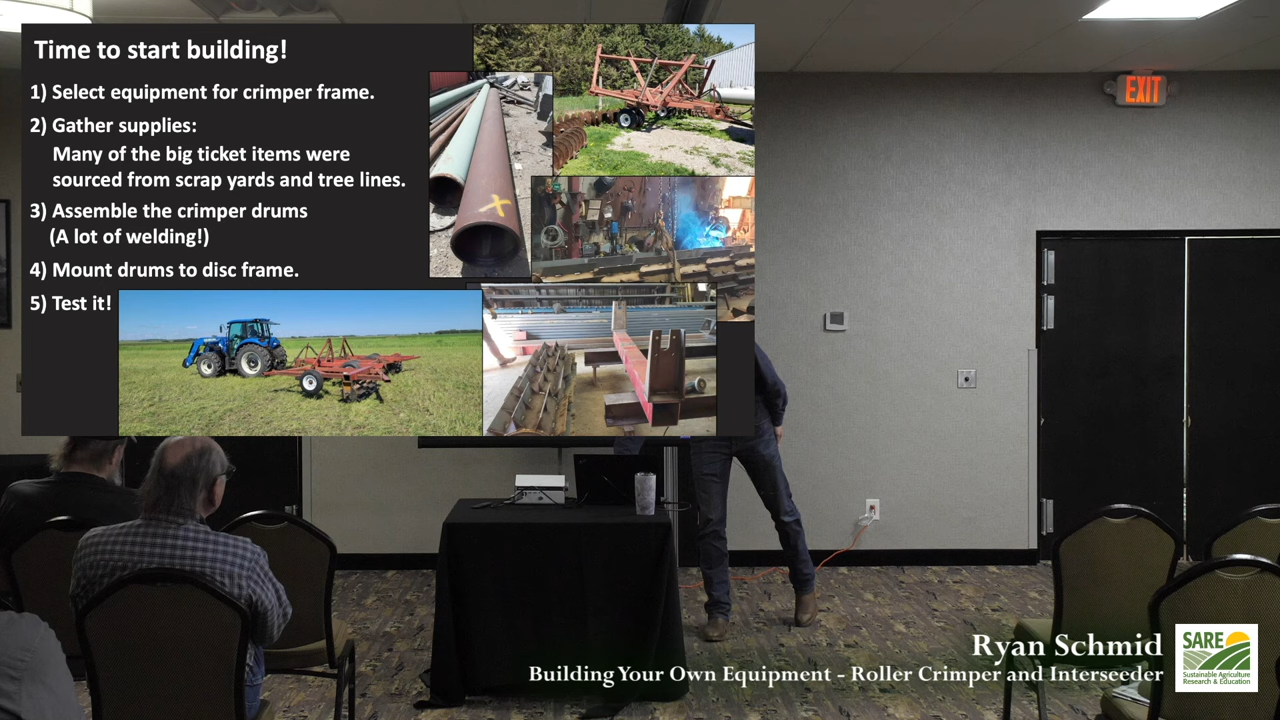 Time to start building!
1) Select equipment for crimper frame.
2) Gather supplies:
Many of the big ticket items were
sourced from scrap yards and tree lines.
3) Assemble the crimper drums
(A lot of welding!)
4) Mount drums to disc frame.
5) Test it!
X
EXIT
Ryan Schmid
Building Your Own Equipment - Roller Crimper and Interseeder
SARE
Sustainable Agriculture
Research & Education